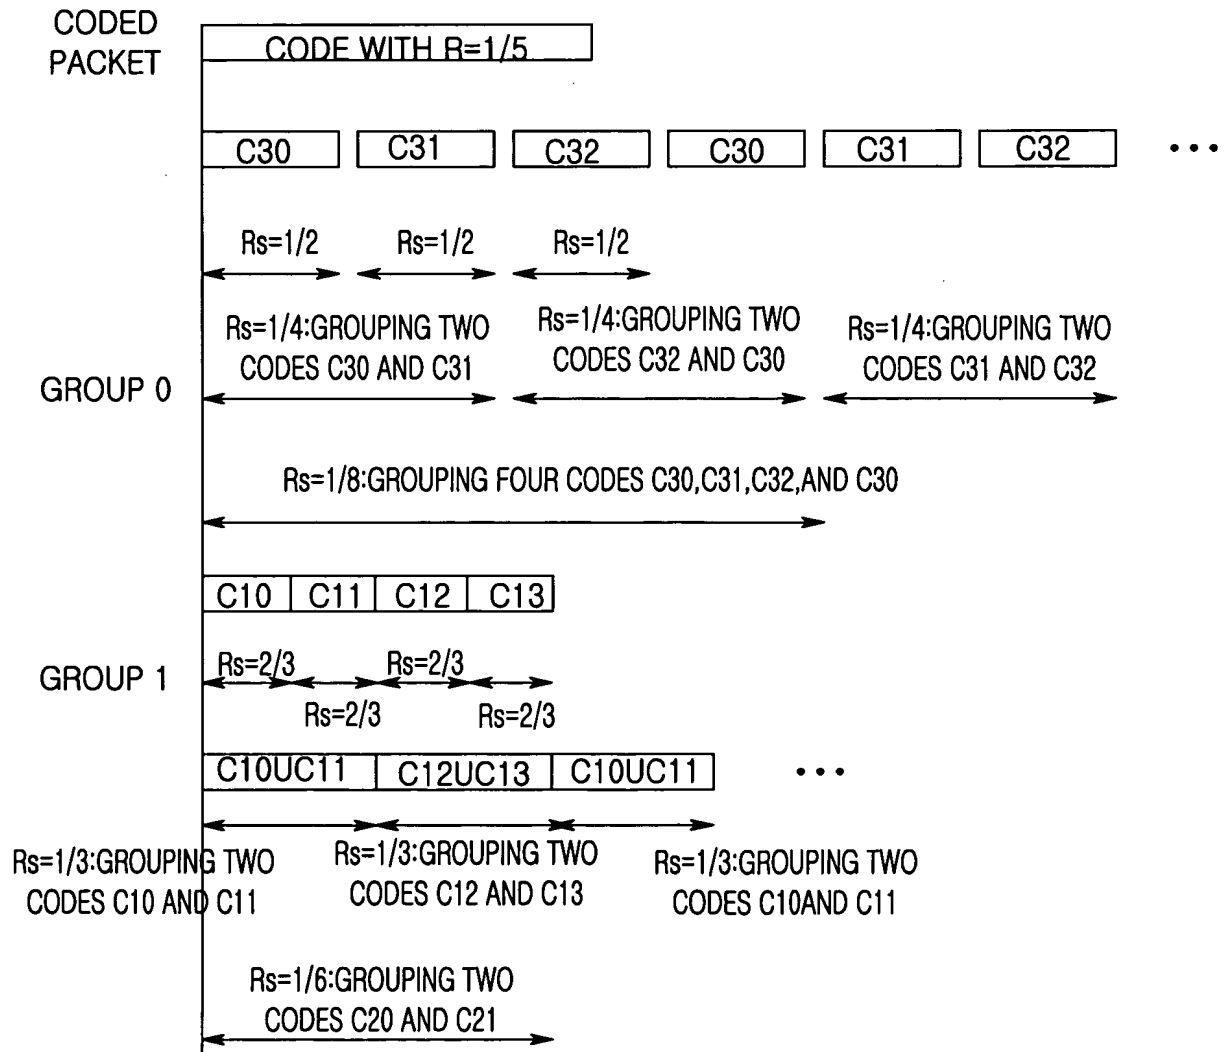 CODED
PACKET
CODE WITH R=1/5
C30 C31 C32 C30 C31 C32 •••
Rs=1/2 Rs=1/2 Rs=1/2
Rs=1/4:GROUPING TWO
CODES C30 AND C31
Rs=1/4:GROUPING TWO
CODES C32 AND C30
Rs=1/4:GROUPING TWO
CODES C31 AND C32
GROUP 0
Rs=1/8:GROUPING FOUR CODES C30,C31,C32,AND C30
C10 C11 C12 C13
GROUP 1
Rs=2/3 Rs=2/3
Rs=2/3 Rs=2/3
C10UC11 C12UC13 C10UC11 •••
Rs=1/3:GROUPING TWO
CODES C10 AND C11
Rs=1/3:GROUPING TWO
CODES C12 AND C13
Rs=1/3:GROUPING TWO
CODES C10AND C11
Rs=1/6:GROUPING TWO
CODES C20 AND C21